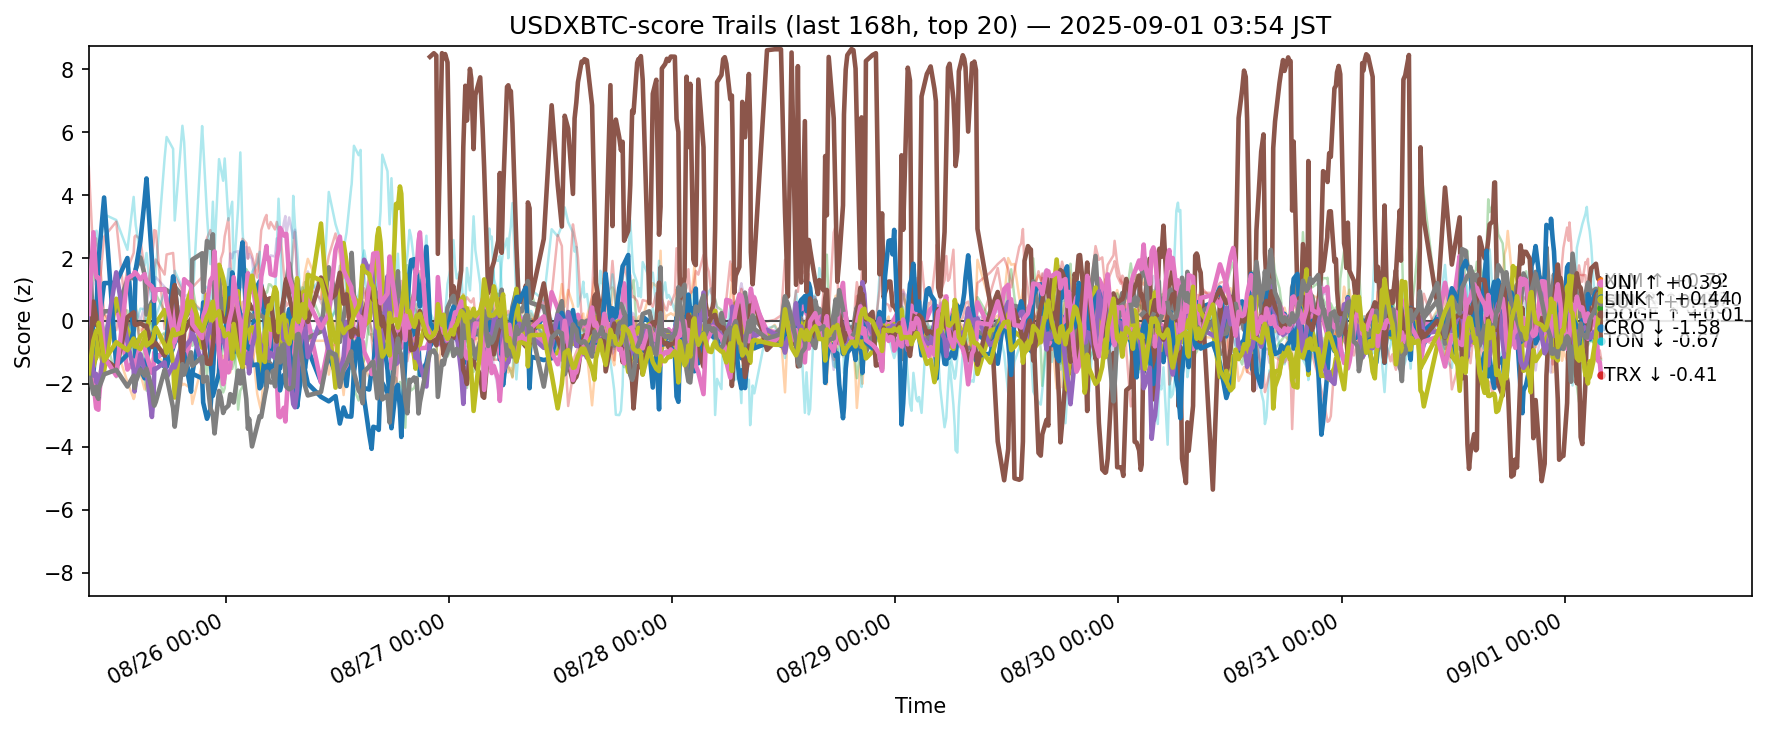 USDXBTC-score Trails (last 168h, top 20) — 2025-09-01 03:54 JST
Score (z)
8
6
4
2
0
−2
−4
−6
−8
UNI ↑ +0.39
LINK ↑ +0.44
DOGE ↑
CRO ↓ -1.58
TON ↓ -0.67
TRX ↓ -0.41
08/26 00:00
08/27 00:00
08/28 00:00
08/29 00:00
08/30 00:00
08/31 00:00
09/01 00:00
Time